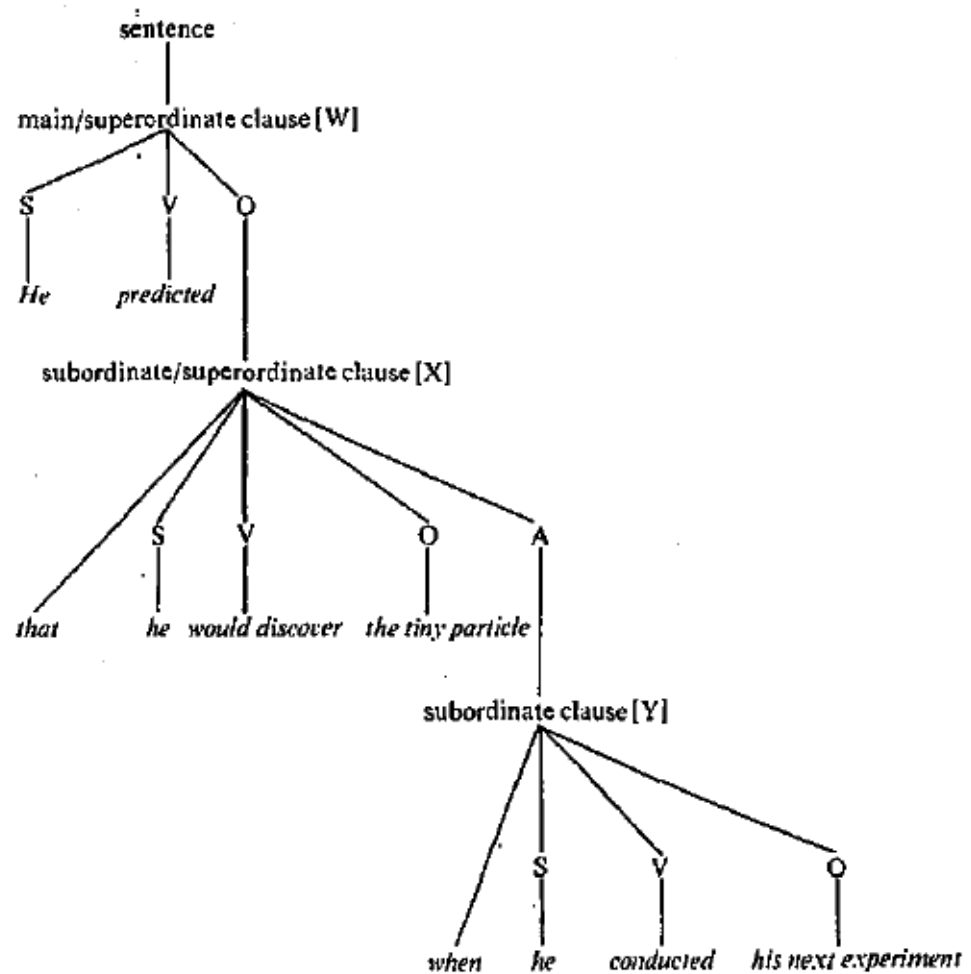 sentence
main/superordinate clause [W]
S V O
He predicted
subordinate/superordinate clause [X]
S V O A
that he would discover the tiny particle
subordinate clause [Y]
S V O
when he conducted his next experiment